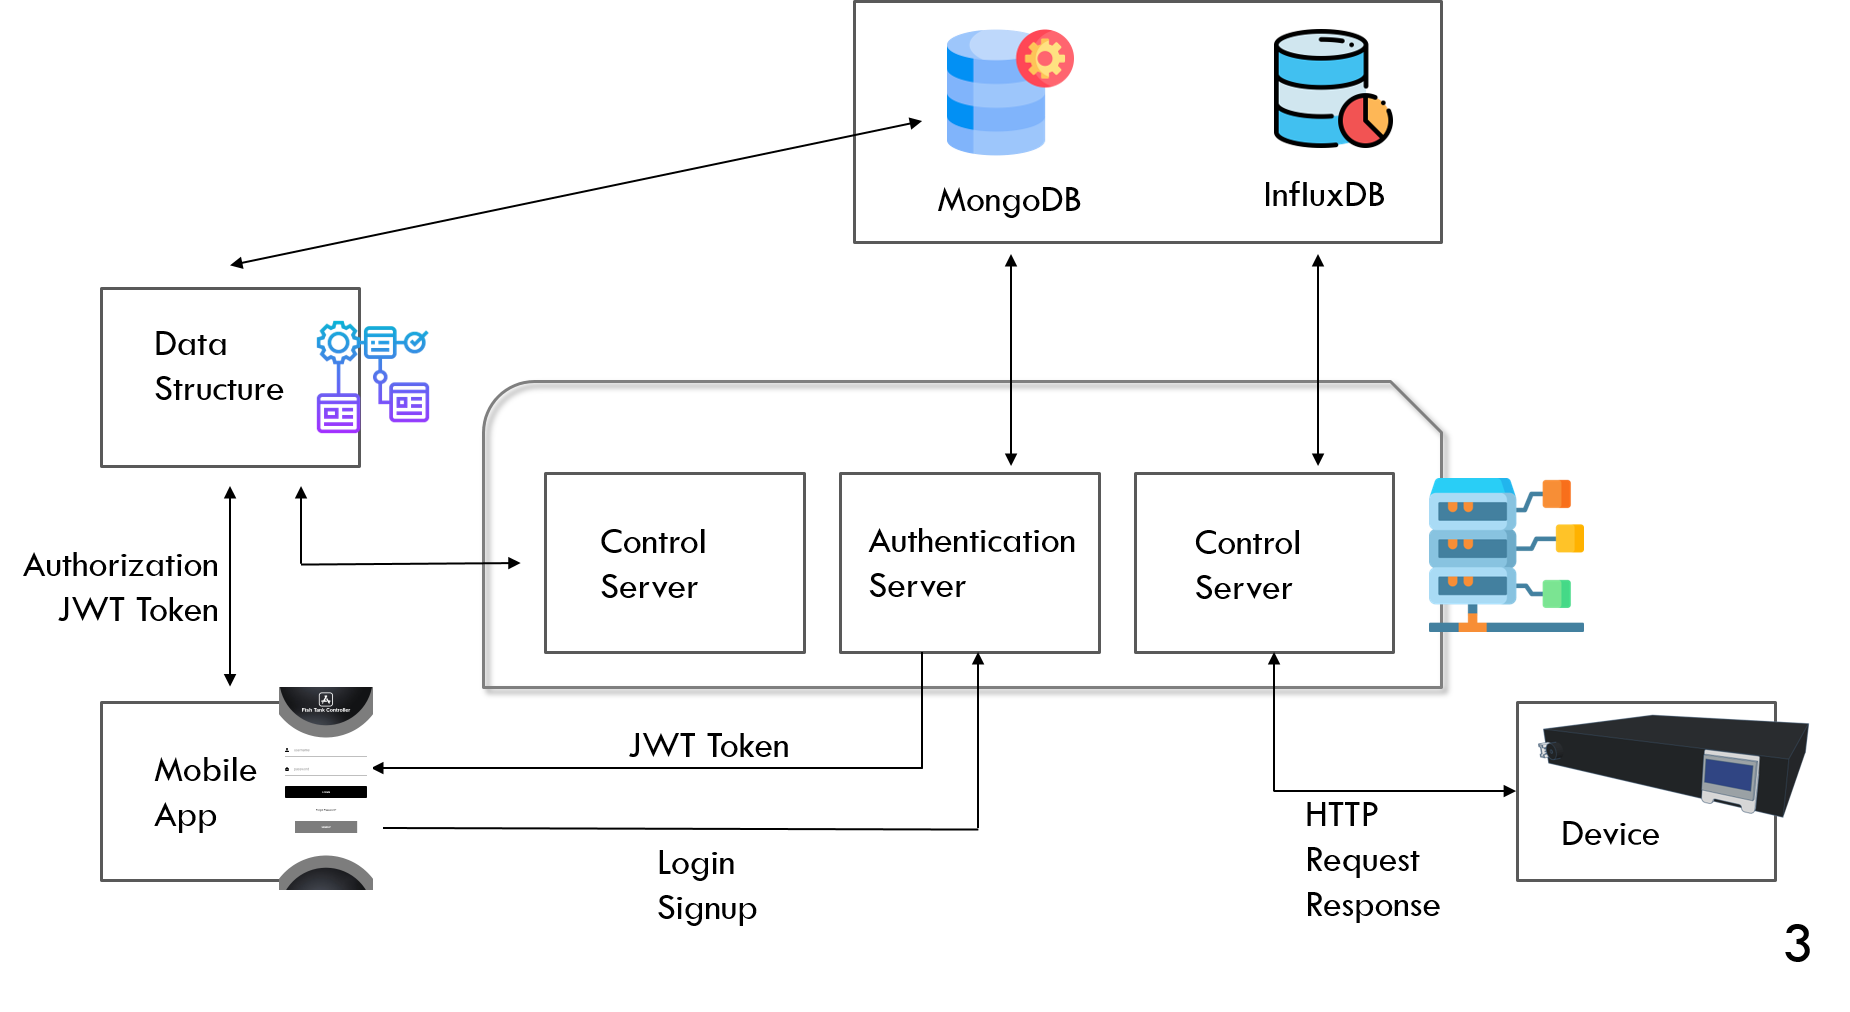 MongoDB
InfluxDB
Data
Structure
Control
Server
Authentication
Server
Control
Server
Authorization
JWT Token
Fish Tank Controller
Mobile
App
JWT Token
Login
Signup
HTTP
Request
Response
Device
3